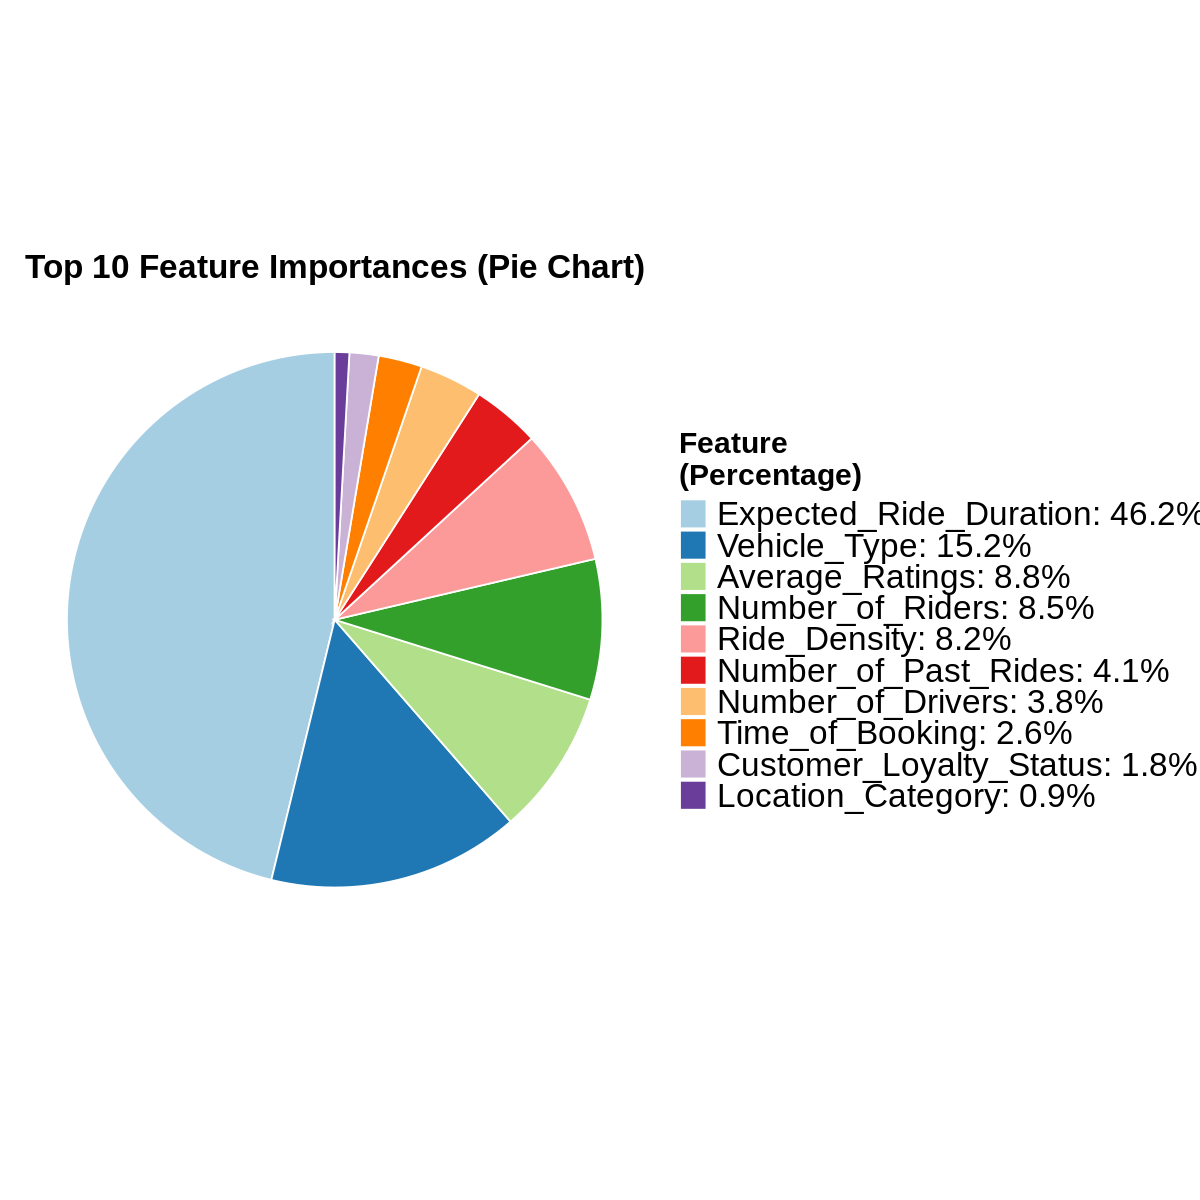 Top 10 Feature Importances (Pie Chart)
Feature
(Percentage)
Expected_Ride_Duration: 46.2%
Vehicle_Type: 15.2%
Average_Ratings: 8.8%
Number_of_Riders: 8.5%
Ride_Density: 8.2%
Number_of_Past_Rides: 4.1%
Number_of_Drivers: 3.8%
Time_of_Booking: 2.6%
Customer_Loyalty_Status: 1.8%
Location_Category: 0.9%